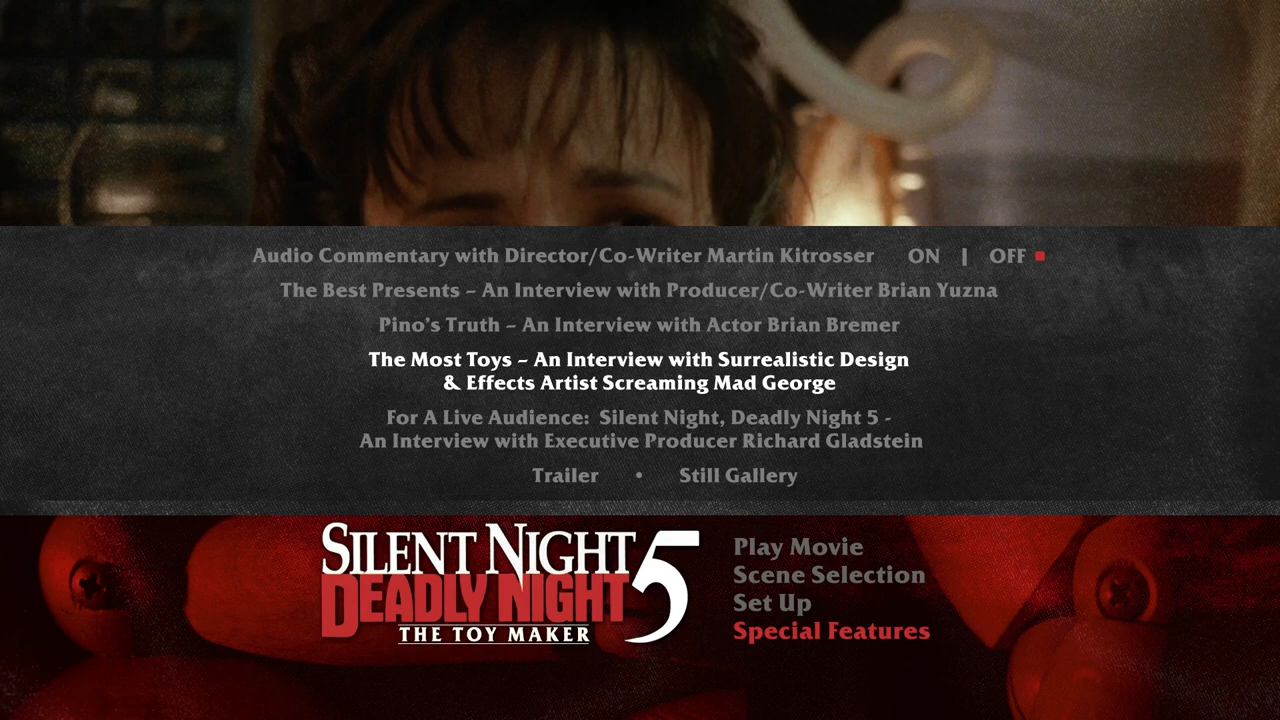 Audio Commentary with Director/Co-Writer Martin Kitrosser ON | OFF
The Best Presents – An Interview with Producer/Co-Writer Brian Yuzna
Pino's Truth – An Interview with Actor Brian Bremer
The Most Toys – An Interview with Surrealistic Design
& Effects Artist Screaming Mad George
For A Live Audience: Silent Night, Deadly Night 5 -
An Interview with Executive Producer Richard Gladstein
Trailer • Still Gallery
SILENT NIGHT
DEADLY NIGHT 5
THE TOY MAKER
Play Movie
Scene Selection
Set Up
Special Features